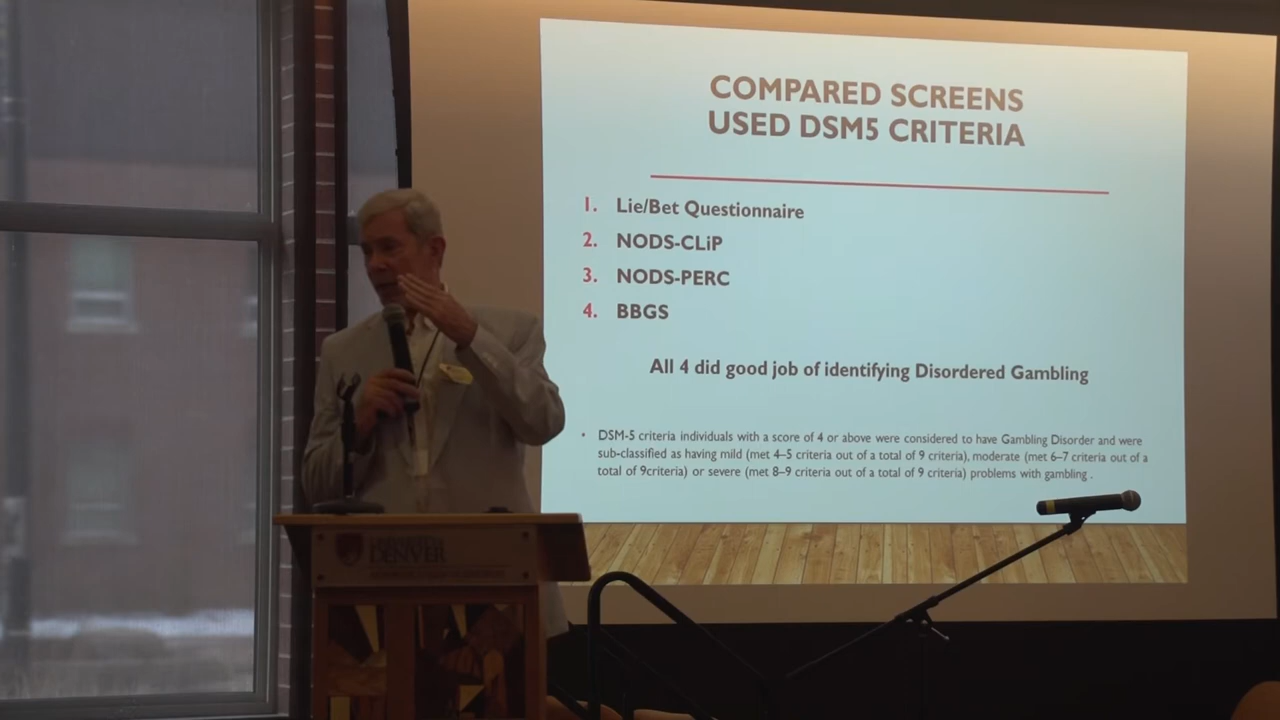 COMPARED SCREENS
USED DSM5 CRITERIA
1. Lie/Bet Questionnaire
2. NODS-CLiP
3. NODS-PERC
4. BBGS
All 4 did good job of identifying Disordered Gambling
• DSM-5 criteria individuals with a score of 4 or above were considered to have Gambling Disorder and were
sub-classified as having mild (met 4–5 criteria out of a total of 9 criteria), moderate (met 6–7 criteria out of a
total of 9criteria) or severe (met 8–9 criteria out of a total of 9 criteria) problems with gambling .
DENVER